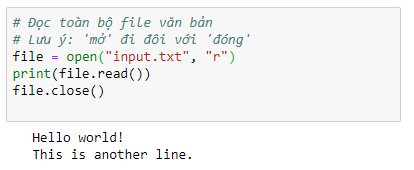 # Đọc toàn bộ file văn bản
# Lưu ý: 'mở' đi đôi với 'đóng'
file = open("input.txt", "r")
print(file.read())
file.close()
Hello world!
This is another line.